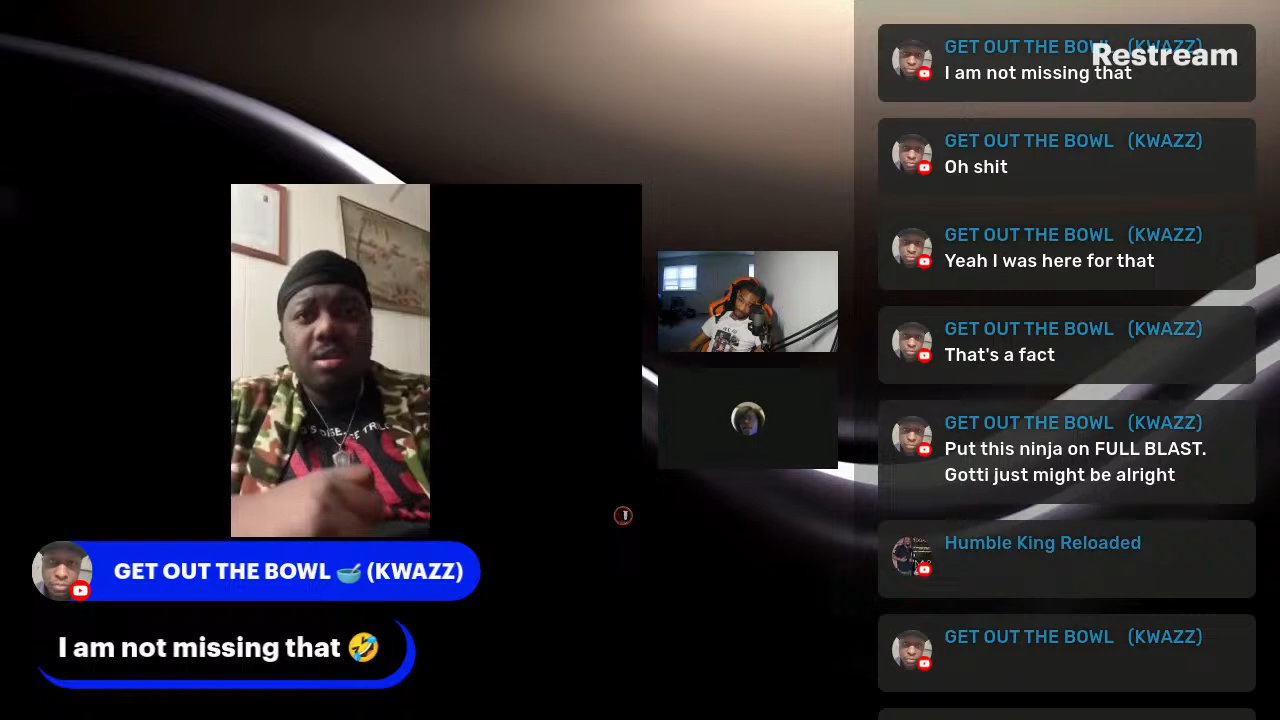 GET OUT THE BOWL (KWAZZ)
Restream
I am not missing that
GET OUT THE BOWL (KWAZZ)
Oh shit
GET OUT THE BOWL (KWAZZ)
Yeah I was here for that
GET OUT THE BOWL (KWAZZ)
That's a fact
GET OUT THE BOWL (KWAZZ)
Put this ninja on FULL BLAST.
Gotti just might be alright
Humble King Reloaded
GET OUT THE BOWL (KWAZZ)
GET OUT THE BOWL 🥣 (KWAZZ)
I am not missing that 🤣